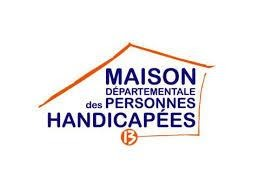 MAISON
DÉPARTEMENTALE
des PERSONNES
HANDICAPÉES
13